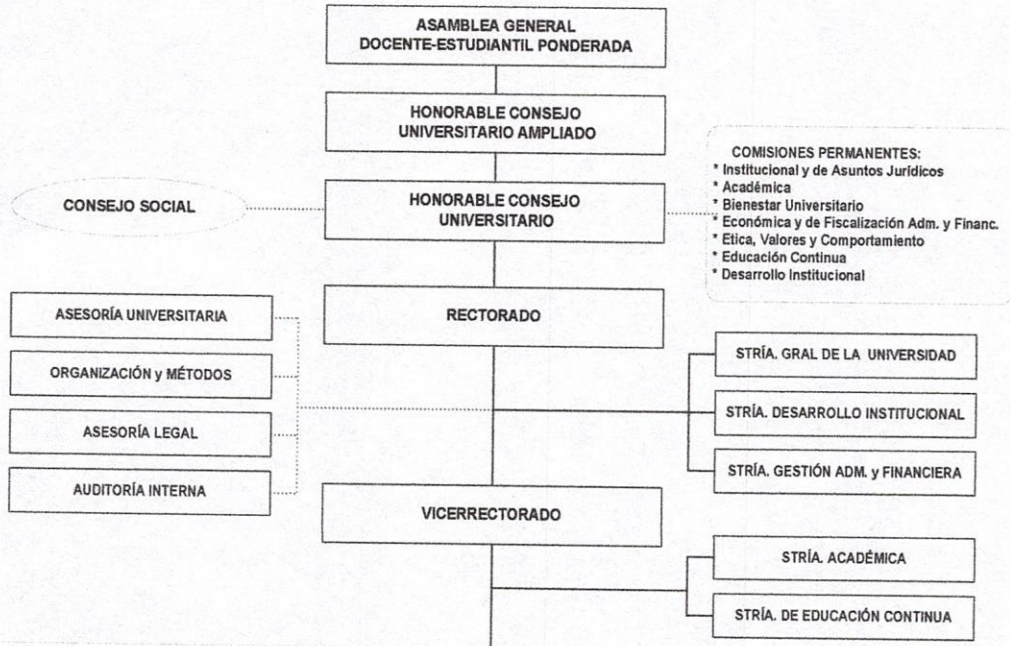 ASAMBLEA GENERAL
DOCENTE-ESTUDIANTIL PONDERADA
HONORABLE CONSEJO
UNIVERSITARIO AMPLIADO
CONSEJO SOCIAL
HONORABLE CONSEJO
UNIVERSITARIO
COMISIONES PERMANENTES:
* Institucional y de Asuntos Jurídicos
* Académica
* Bienestar Universitario
* Económica y de Fiscalización Adm. y Financ.
* Etica, Valores y Comportamiento
* Educación Continua
* Desarrollo Institucional
RECTORADO
ASESORÍA UNIVERSITARIA
ORGANIZACIÓN y MÉTODOS
ASESORÍA LEGAL
AUDITORÍA INTERNA
STRÍA. GRAL DE LA UNIVERSIDAD
STRÍA. DESARROLLO INSTITUCIONAL
STRÍA. GESTIÓN ADM. y FINANCIERA
VICERRECTORADO
STRÍA. ACADÉMICA
STRÍA. DE EDUCACIÓN CONTINUA